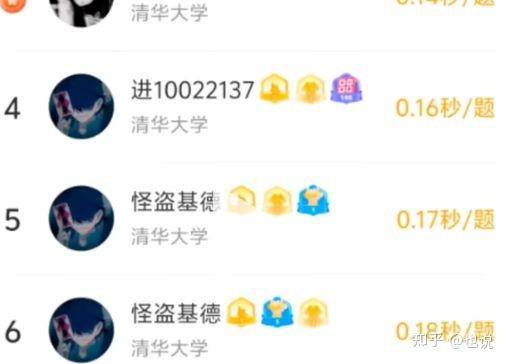 0.14秒/题
清华大学
4
进10022137
0.16秒/题
清华大学
5
怪盗基德
0.17秒/题
清华大学
6
怪盗基德
0.18秒/题
清华大学
知乎 @也说